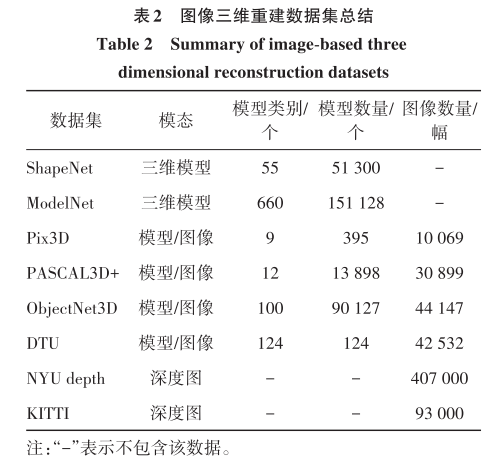 表2 图像三维重建数据集总结
Table 2 Summary of image-based three
dimensional reconstruction datasets
数据集 模态 模型类别/个 模型数量/个 图像数量/幅
ShapeNet 三维模型 55 51 300 –
ModelNet 三维模型 660 151 128 –
Pix3D 模型/图像 9 395 10 069
PASCAL3D+ 模型/图像 12 13 898 30 899
ObjectNet3D 模型/图像 100 90 127 44 147
DTU 模型/图像 124 124 42 532
NYU depth 深度图 – – 407 000
KITTI 深度图 – – 93 000
注：“–”表示不包含该数据。